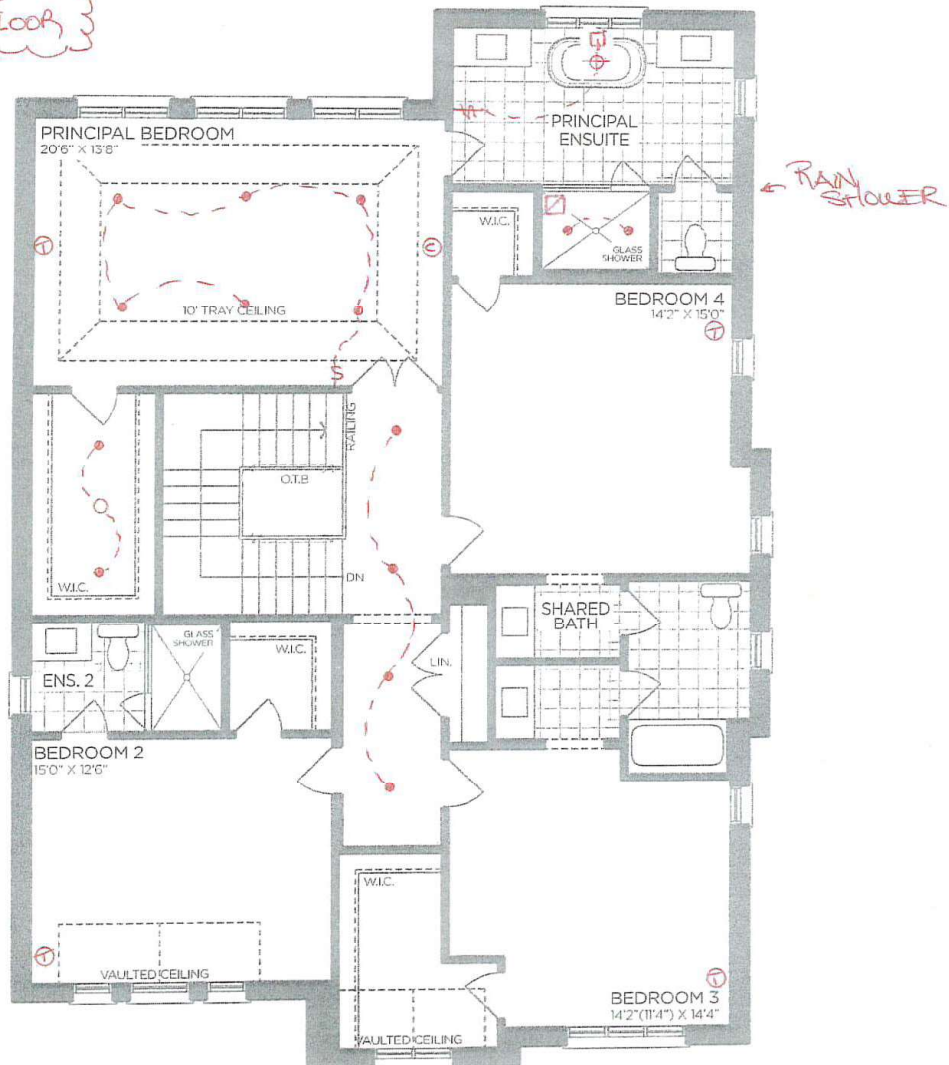 LOOR
PRINCIPAL BEDROOM
20'6" X 13'8"
10' TRAY CEILING
T
C
S
PRINCIPAL
ENSUITE
RAIN
SHOWER
W.I.C.
GLASS
SHOWER
BEDROOM 4
14'2" X 15'0"
T
RAILING
O.T.B
DN
W.I.C.
GLASS
SHOWER
W.I.C.
ENS. 2
LIN.
SHARED
BATH
BEDROOM 2
15'0" X 12'6"
T
VAULTED CEILING
W.I.C.
VAULTED CEILING
T
BEDROOM 3
14'2"(11'4") X 14'4"